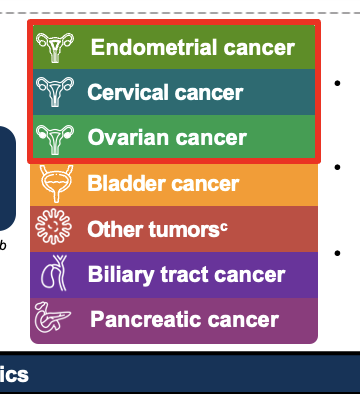 Endometrial cancer
Cervical cancer
Ovarian cancer
Bladder cancer
Other tumorsᶜ
b
Biliary tract cancer
Pancreatic cancer
ics